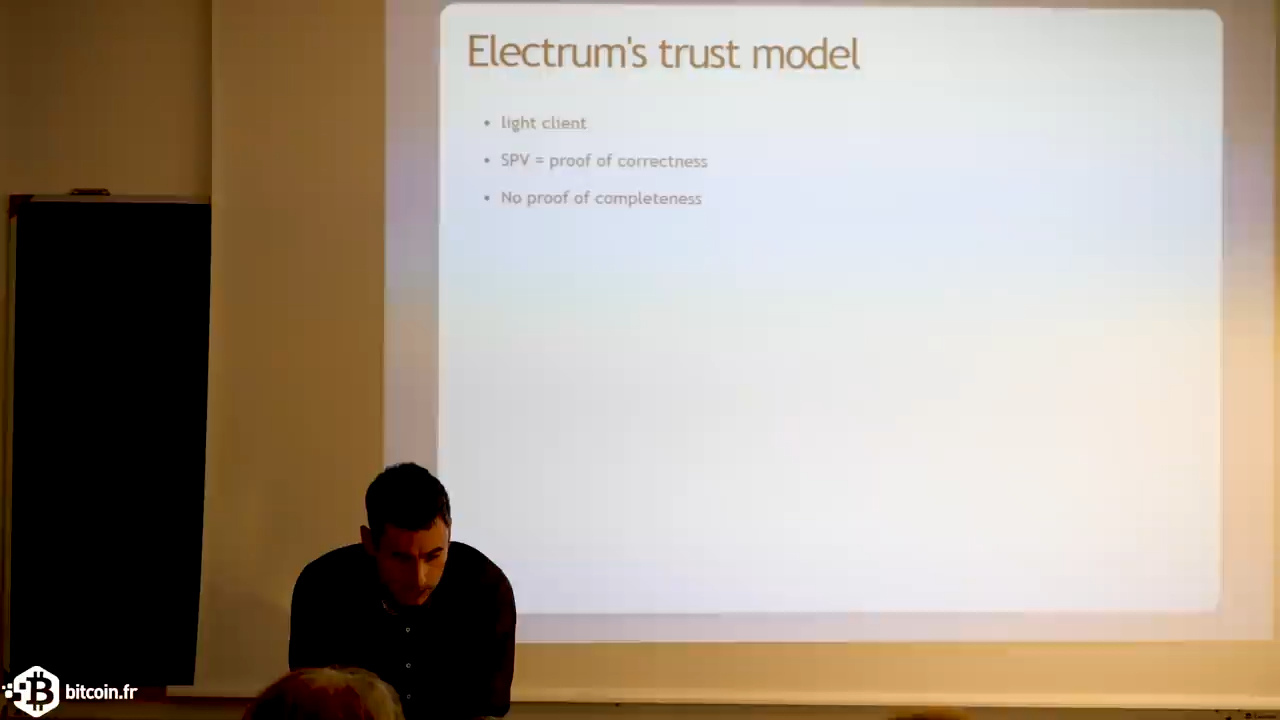 Electrum's trust model
• light client
• SPV = proof of correctness
• No proof of completeness
bitcoin.fr